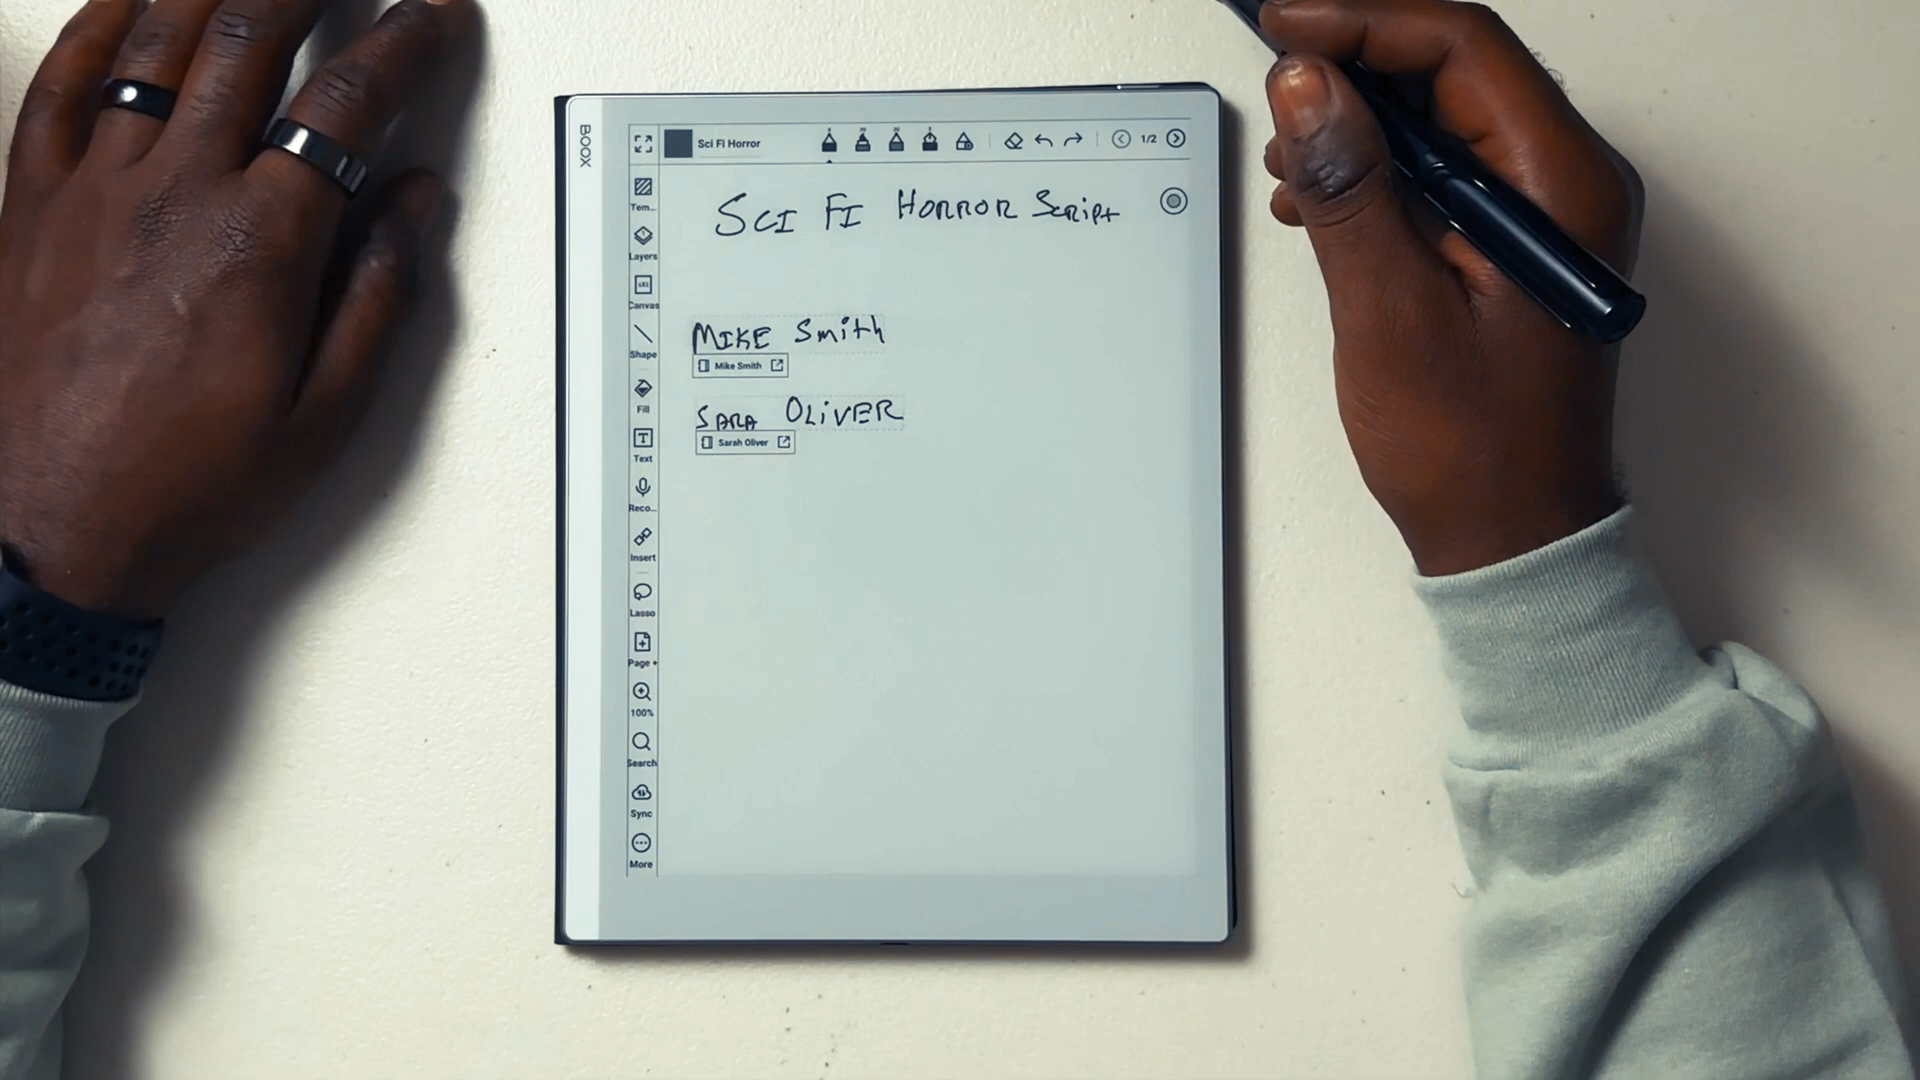 BOOX
Sci Fi Horror
1/2
Tem...
Layers
Canvas
Shape
Fill
Text
Reco...
Insert
Lasso
Page +
100%
Search
Sync
More
SCI FI HORROR Script
MIKE Smith
Mike Smith
SARA OLiVER
Sarah Oliver